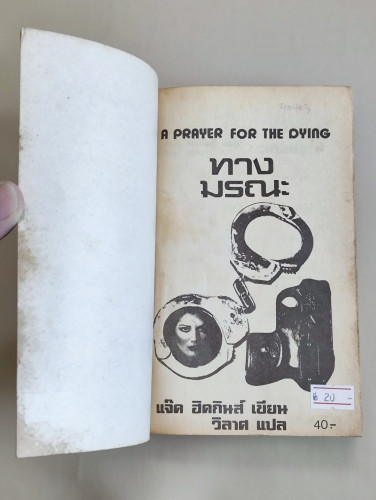 A PRAYER FOR THE DYING
ทาง
มรณะ
แจ๊ค ฮิกกินส์ เขียน
วิลาศ แปล
40.-
฿ 20 -